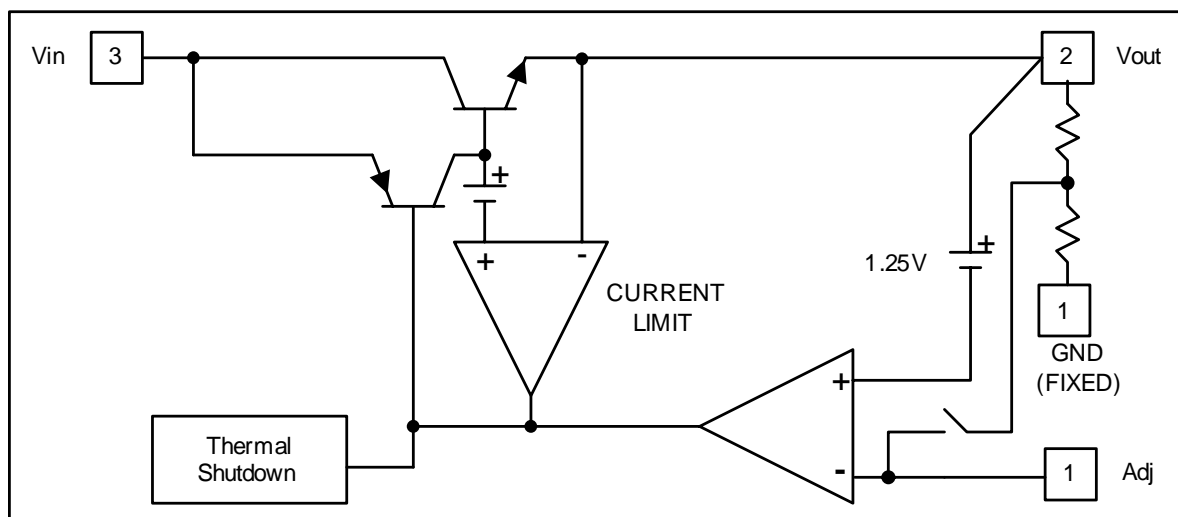 Vin 3
2 Vout
+
+ -
CURRENT
LIMIT
1.25V +
1
GND
(FIXED)
+
-
Thermal
Shutdown
1 Adj